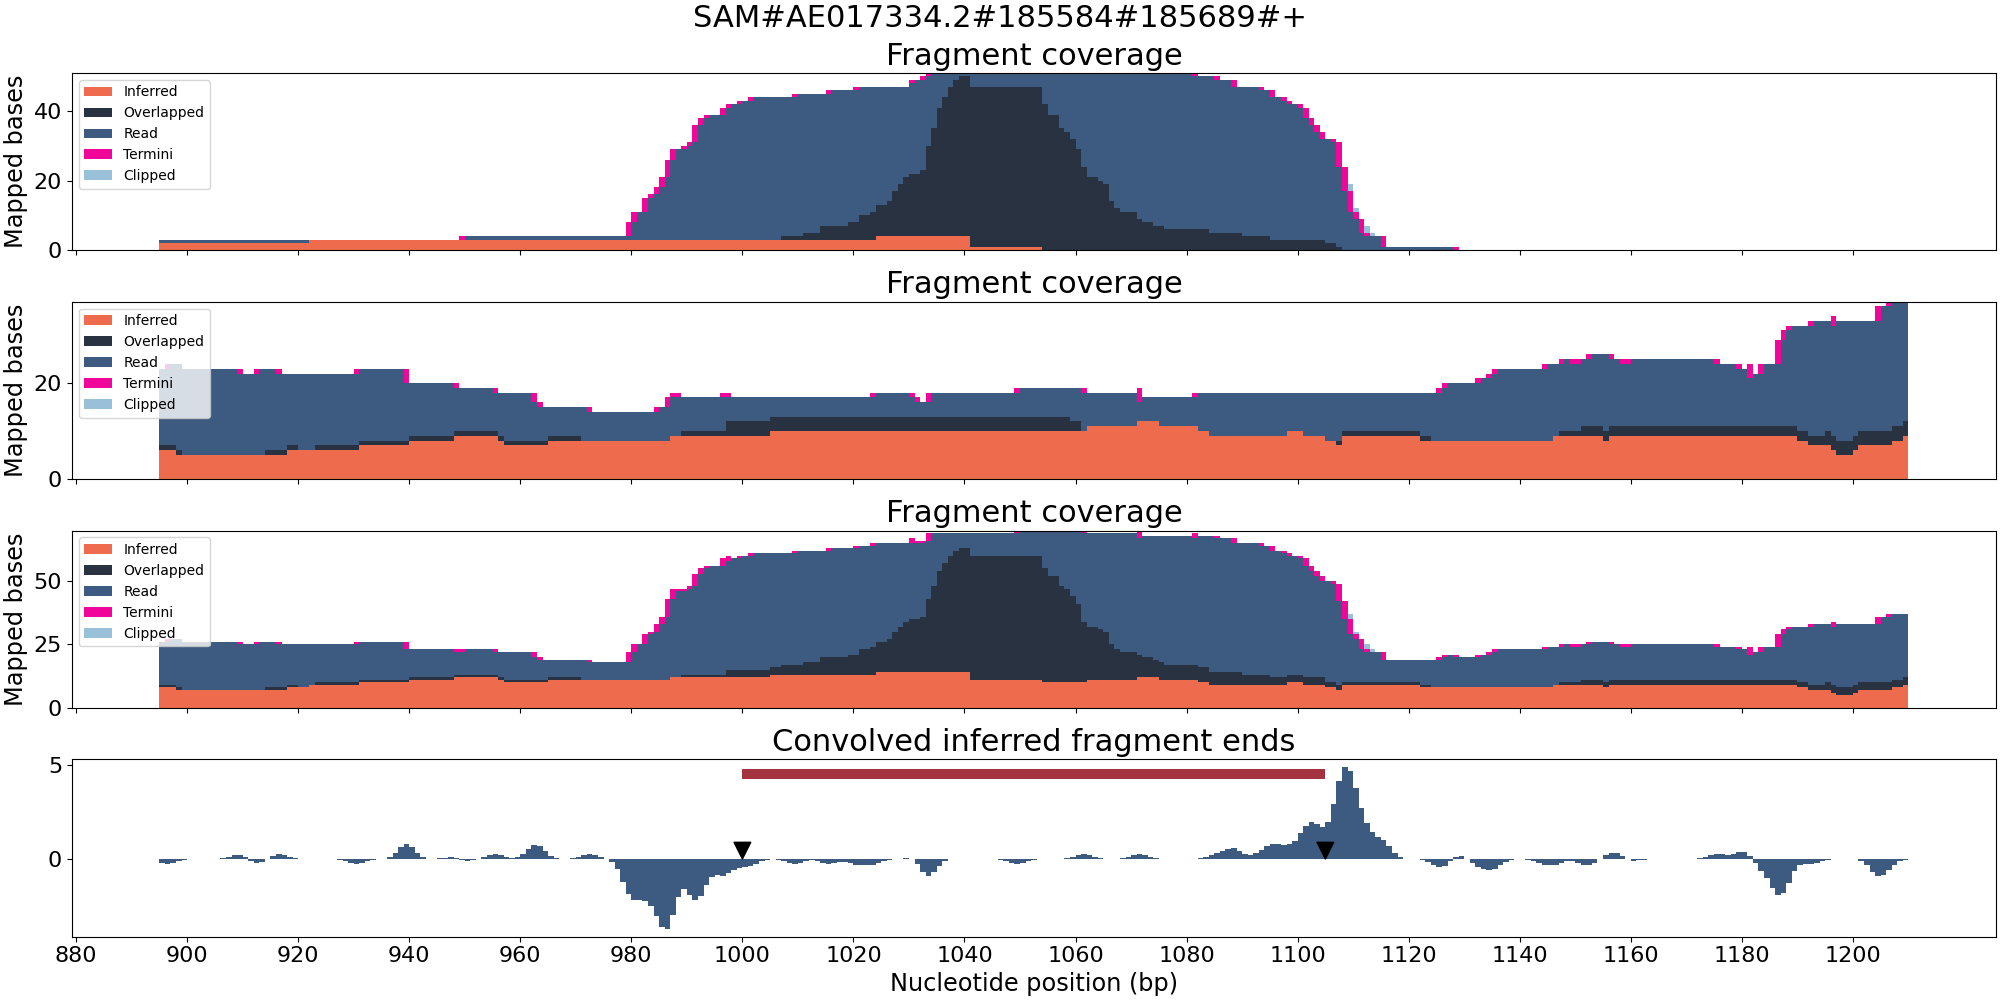 SAM#AE017334.2#185584#185689#+
Fragment coverage
Mapped bases
40
20
0
Inferred
Overlapped
Read
Termini
Clipped
Fragment coverage
Mapped bases
20
0
Inferred
Overlapped
Read
Termini
Clipped
Fragment coverage
Mapped bases
50
25
0
Inferred
Overlapped
Read
Termini
Clipped
Convolved inferred fragment ends
5
0
880 900 920 940 960 980 1000 1020 1040 1060 1080 1100 1120 1140 1160 1180 1200
Nucleotide position (bp)